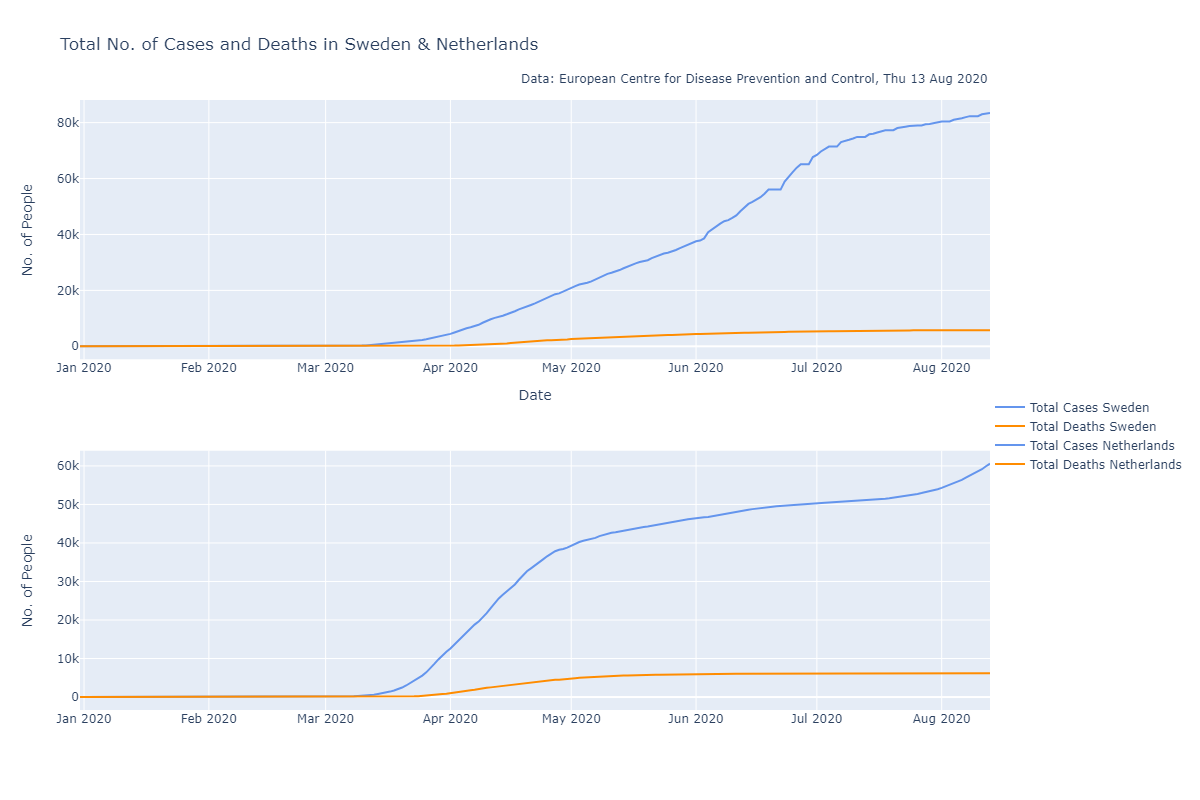 Total No. of Cases and Deaths in Sweden & Netherlands
Data: European Centre for Disease Prevention and Control, Thu 13 Aug 2020
80k
60k
40k
20k
0
No. of People
Jan 2020 Feb 2020 Mar 2020 Apr 2020 May 2020 Jun 2020 Jul 2020 Aug 2020
Date
Total Cases Sweden
Total Deaths Sweden
Total Cases Netherlands
Total Deaths Netherlands
60k
50k
40k
30k
20k
10k
0
No. of People
Jan 2020 Feb 2020 Mar 2020 Apr 2020 May 2020 Jun 2020 Jul 2020 Aug 2020